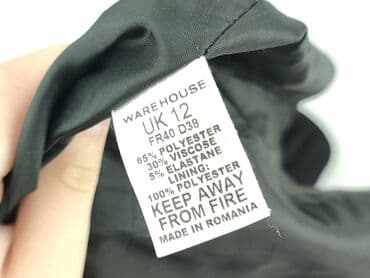 WAREHOUSE
UK 12
FR40 D38
65% POLYESTER
30% VISCOSE
5% ELASTANE
LINING:
100% POLYESTER
KEEP AWAY
FROM FIRE
MADE IN ROMANIA